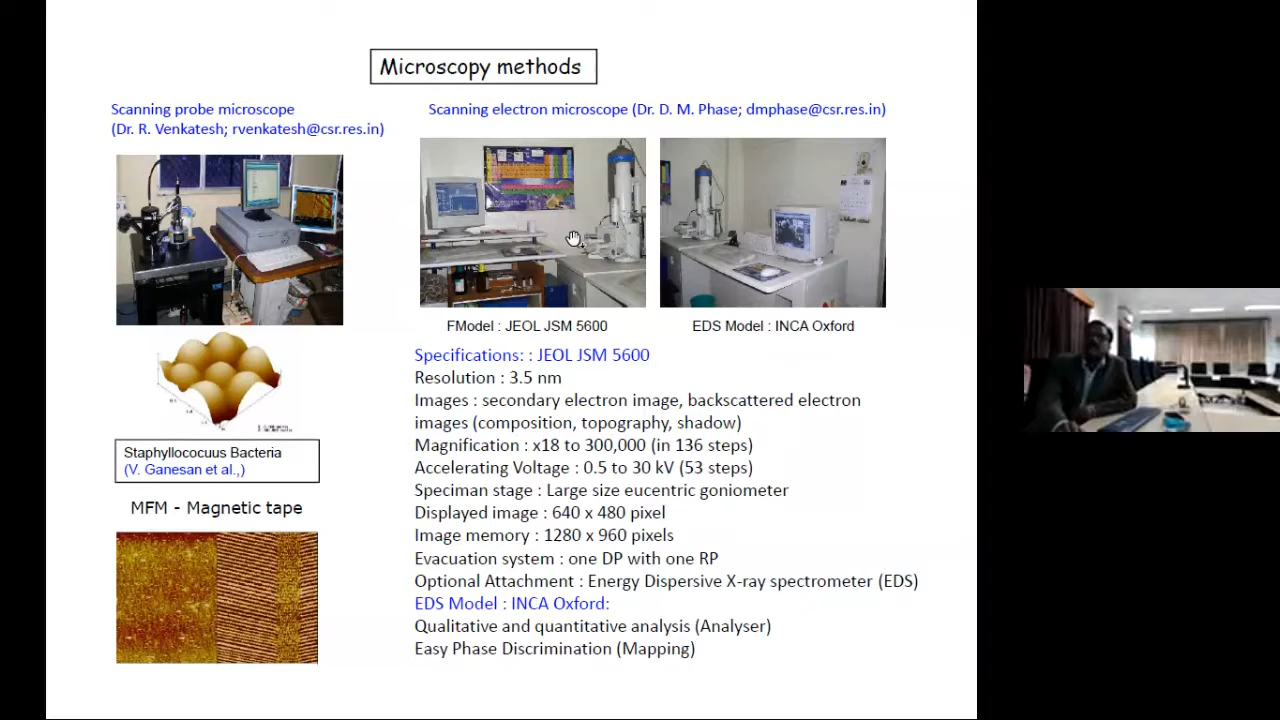 Microscopy methods
Scanning probe microscope
(Dr. R. Venkatesh; rvenkatesh@csr.res.in)
Scanning electron microscope (Dr. D. M. Phase; dmphase@csr.res.in)
FModel : JEOL JSM 5600
EDS Model : INCA Oxford
Staphyllococuus Bacteria
(V. Ganesan et al.,)
MFM - Magnetic tape
Specifications: : JEOL JSM 5600
Resolution : 3.5 nm
Images : secondary electron image, backscattered electron
images (composition, topography, shadow)
Magnification : x18 to 300,000 (in 136 steps)
Accelerating Voltage : 0.5 to 30 kV (53 steps)
Speciman stage : Large size eucentric goniometer
Displayed image : 640 x 480 pixel
Image memory : 1280 x 960 pixels
Evacuation system : one DP with one RP
Optional Attachment : Energy Dispersive X-ray spectrometer (EDS)
EDS Model : INCA Oxford:
Qualitative and quantitative analysis (Analyser)
Easy Phase Discrimination (Mapping)